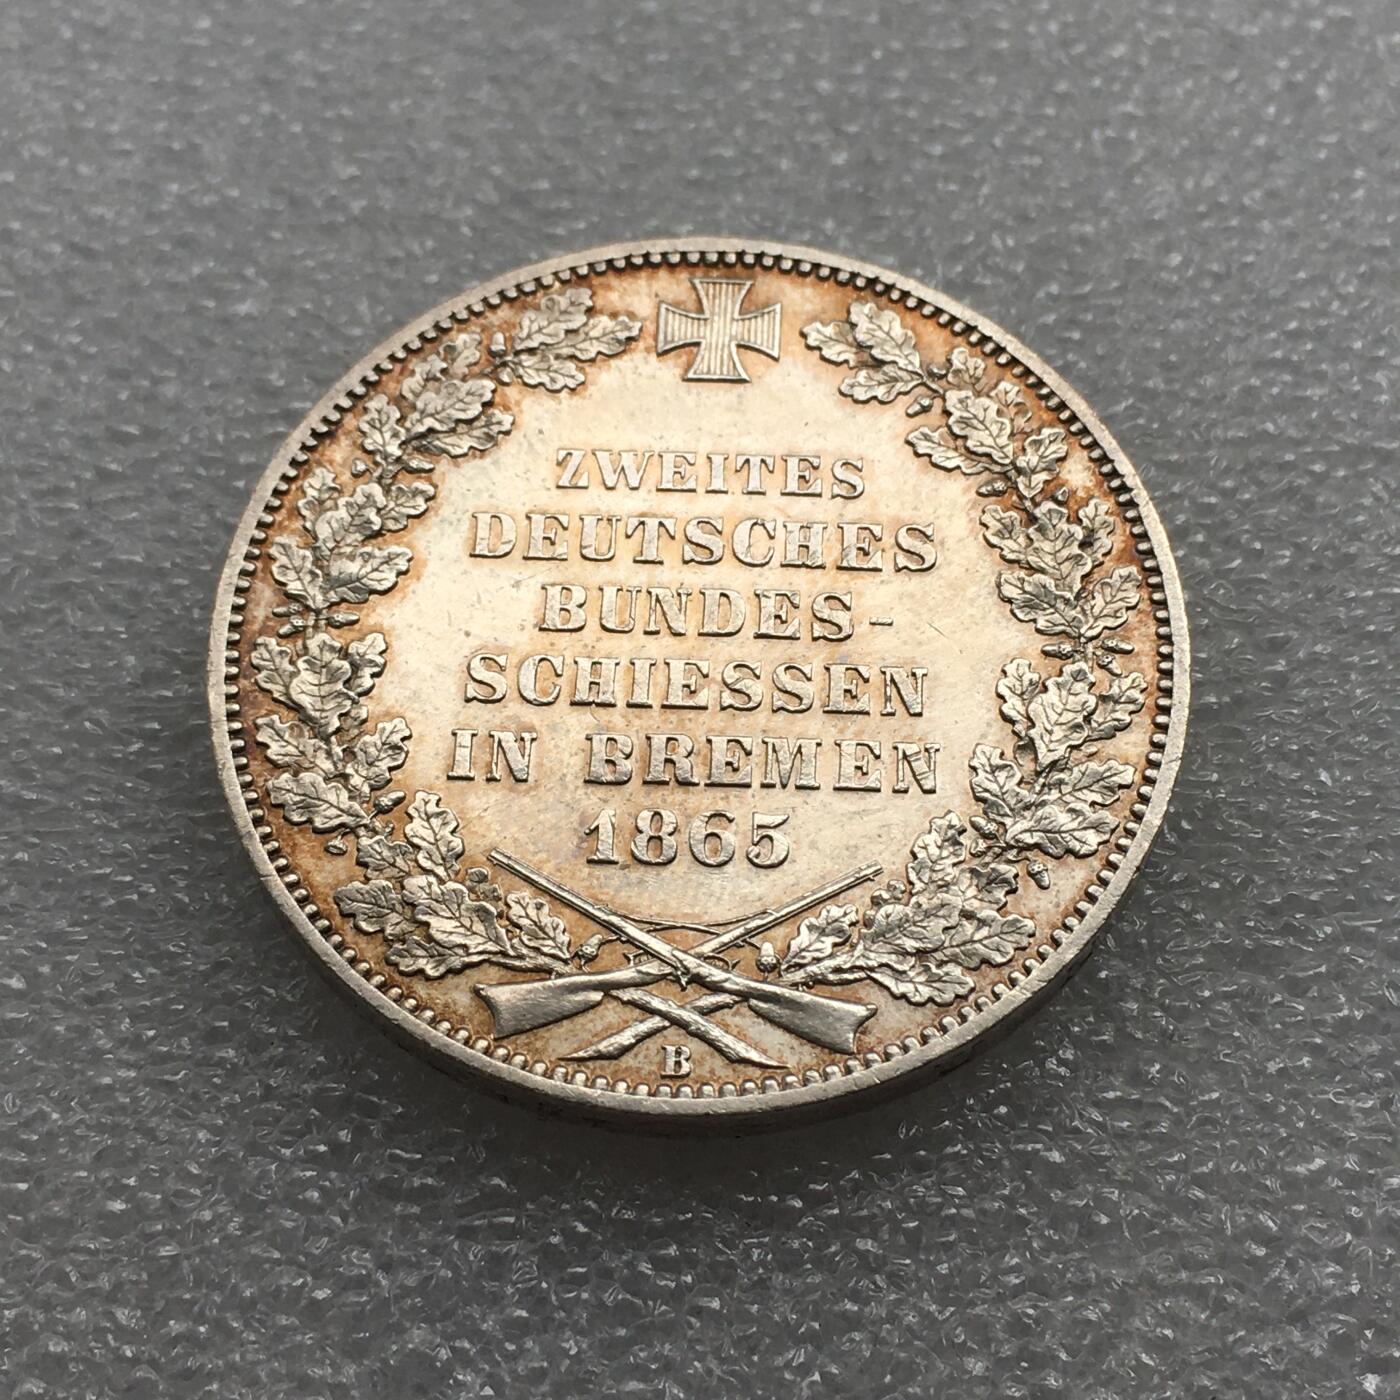 ZWEITES
DEUTSCHES
BUNDES-
SCHIESSEN
IN BREMEN
1865
B